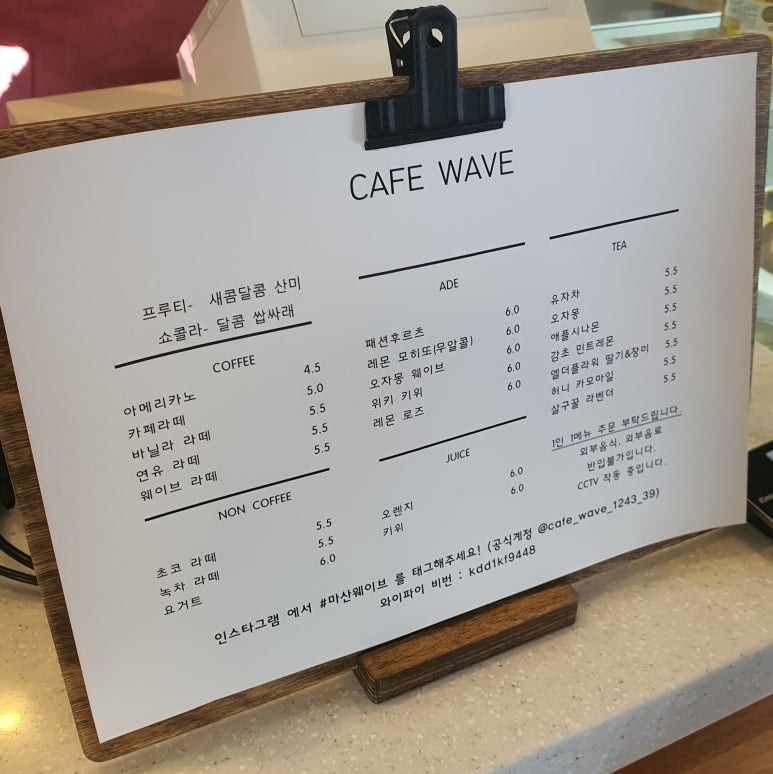 CAFE WAVE
프루티- 새콤달콤 산미
쇼콜라- 달콤 쌉싸래
COFFEE
아메리카노 4.5
카페라떼 5.0
바닐라 라떼 5.5
연유 라떼 5.5
웨이브 라떼 5.5
NON COFFEE
초코 라떼 5.5
녹차 라떼 5.5
요거트 6.0
ADE
패션후르츠 6.0
레몬 모히또(무알콜) 6.0
오자몽 웨이브 6.0
위키 키위 6.0
레몬 로즈 6.0
JUICE
오렌지 6.0
키위 6.0
TEA
유자차 5.5
오자몽 5.5
애플시나몬 5.5
감초 민트레몬 5.5
엘더플라워 딸기&장미 5.5
허니 카모마일 5.5
살구꿀 라벤더 5.5
1인 1메뉴 주문 부탁드립니다.
외부음식, 외부음료
반입불가입니다.
CCTV 작동 중입니다.
인스타그램 에서 #마산웨이브 를 태그해주세요! (공식계정 @cafe_wave_1243_39)
와이파이 비번 : kdd1kf9448